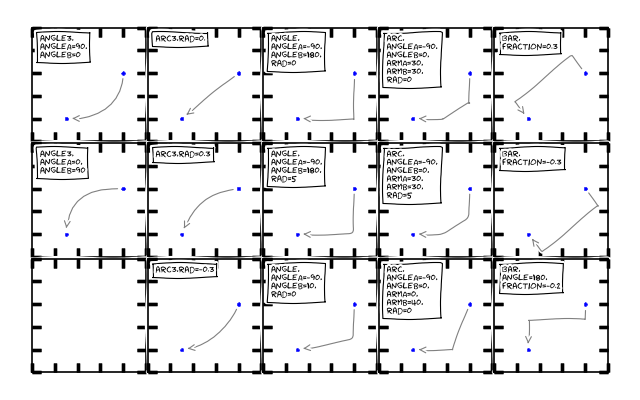 ANGLE3,
ANGLEA=90,
ANGLEB=0
ARC3,RAD=0.
ANGLE,
ANGLEA=-90,
ANGLEB=180,
RAD=0
ARC,
ANGLEA=-90,
ANGLEB=0,
ARMA=30,
ARMB=30,
RAD=0
BAR,
FRACTION=0.3
ANGLE3,
ANGLEA=0,
ANGLEB=90
ARC3,RAD=0.3
ANGLE,
ANGLEA=-90,
ANGLEB=180,
RAD=5
ARC,
ANGLEA=-90,
ANGLEB=0,
ARMA=30,
ARMB=30,
RAD=5
BAR,
FRACTION=-0.3
ARC3,RAD=-0.3
ANGLE,
ANGLEA=-90,
ANGLEB=10,
RAD=0
ARC,
ANGLEA=-90,
ANGLEB=0,
ARMA=0,
ARMB=40,
RAD=0
BAR,
ANGLE=180,
FRACTION=-0.2